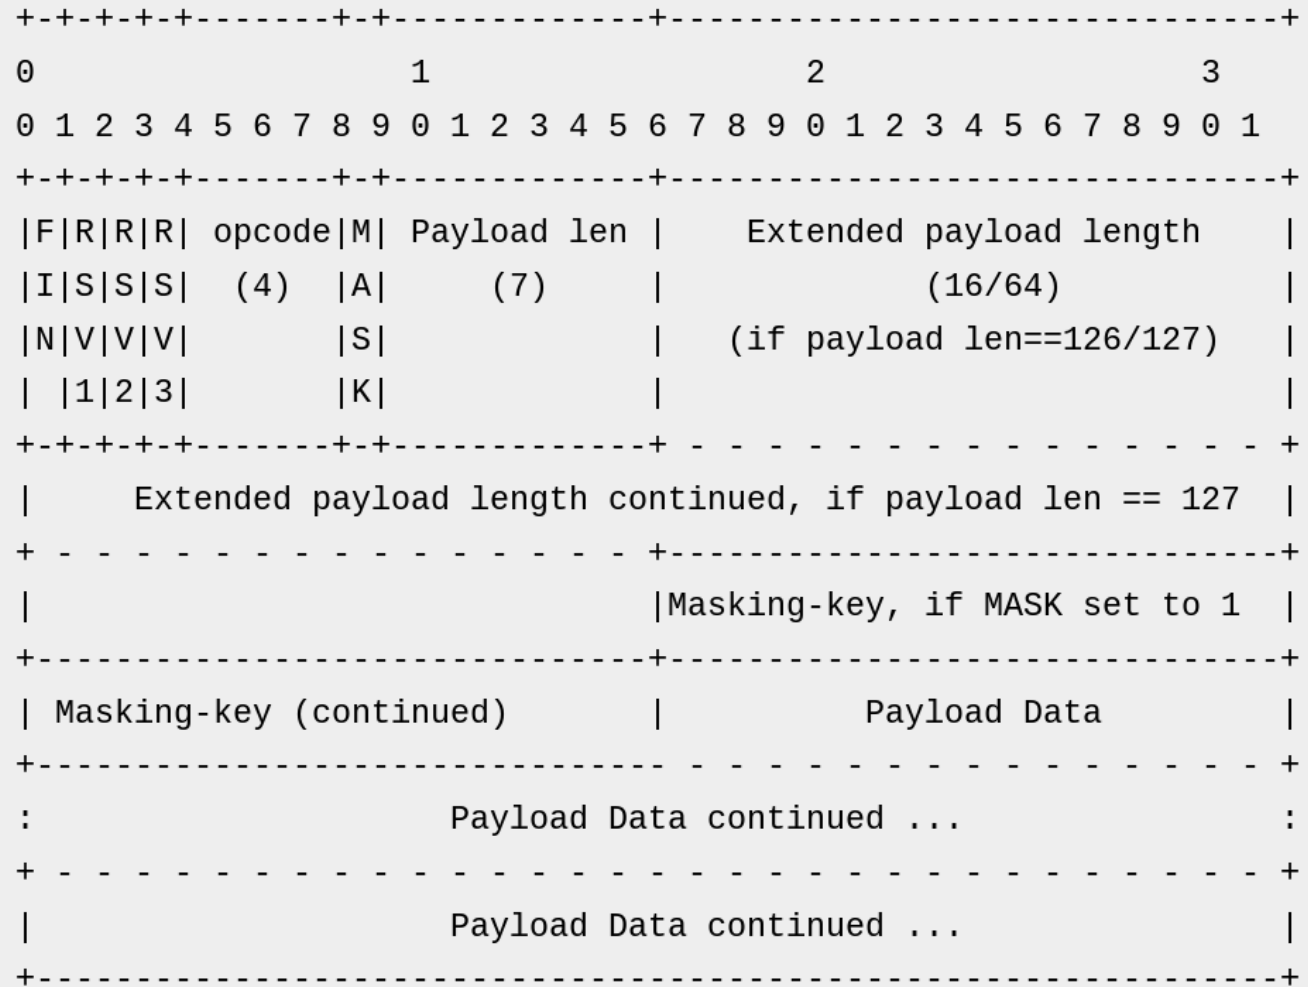 +-+-+-+-+-------+-+-------------+-------------------------------+
0                   1                   2                   3
0 1 2 3 4 5 6 7 8 9 0 1 2 3 4 5 6 7 8 9 0 1 2 3 4 5 6 7 8 9 0 1
+-+-+-+-+-------+-+-------------+-------------------------------+
|F|R|R|R| opcode|M| Payload len |    Extended payload length    |
|I|S|S|S|  (4)  |A|     (7)     |             (16/64)           |
|N|V|V|V|       |S|             |   (if payload len==126/127)   |
| |1|2|3|       |K|             |                               |
+-+-+-+-+-------+-+-------------+ - - - - - - - - - - - - - - - +
|     Extended payload length continued, if payload len == 127  |
+ - - - - - - - - - - - - - - - +-------------------------------+
|                               |Masking-key, if MASK set to 1  |
+-------------------------------+-------------------------------+
| Masking-key (continued)       |          Payload Data         |
+-------------------------------- - - - - - - - - - - - - - - - +
:                     Payload Data continued ...                :
+ - - - - - - - - - - - - - - - - - - - - - - - - - - - - - - - +
|                     Payload Data continued ...                |
+---------------------------------------------------------------+